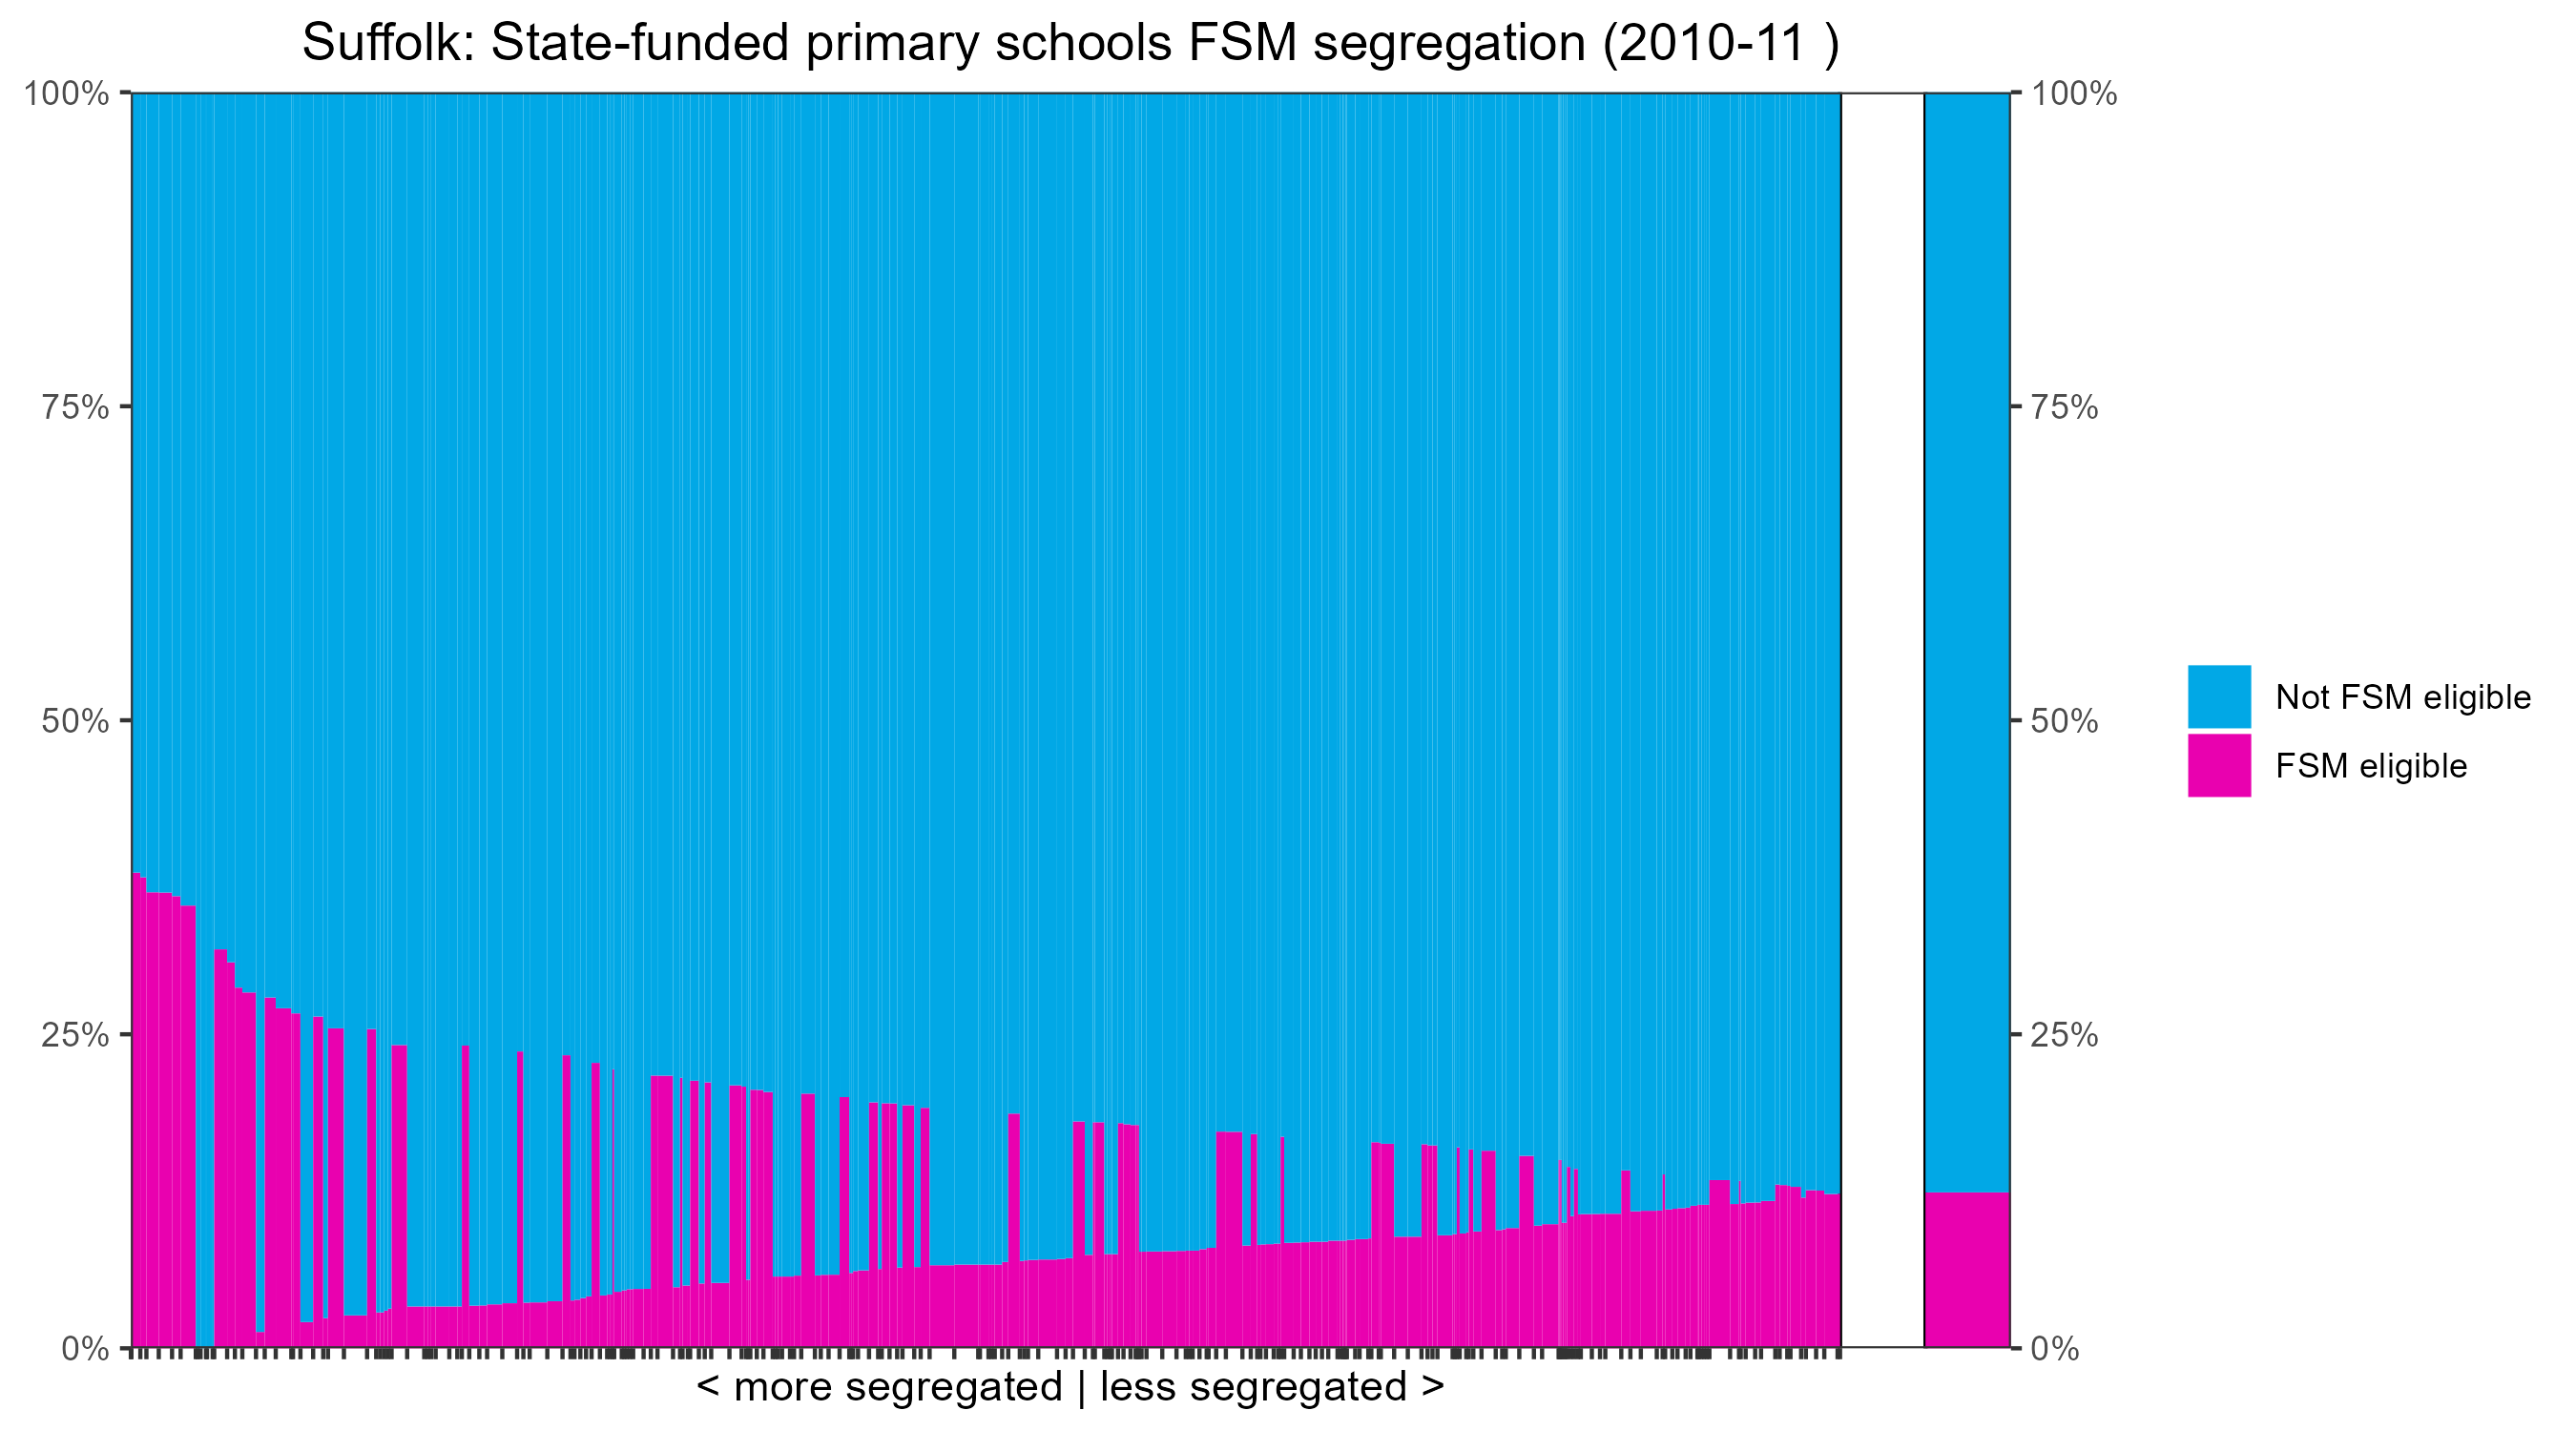 Suffolk: State-funded primary schools FSM segregation (2010-11 )
100%
75%
50%
25%
0%
100%
75%
50%
25%
0%
Not FSM eligible
FSM eligible
< more segregated | less segregated >